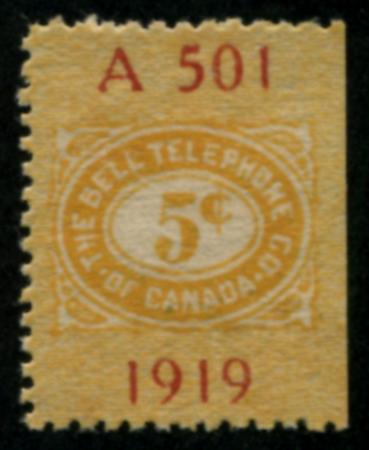 A 501
THE BELL TELEPHONE CO.
5¢
OF CANADA
1919